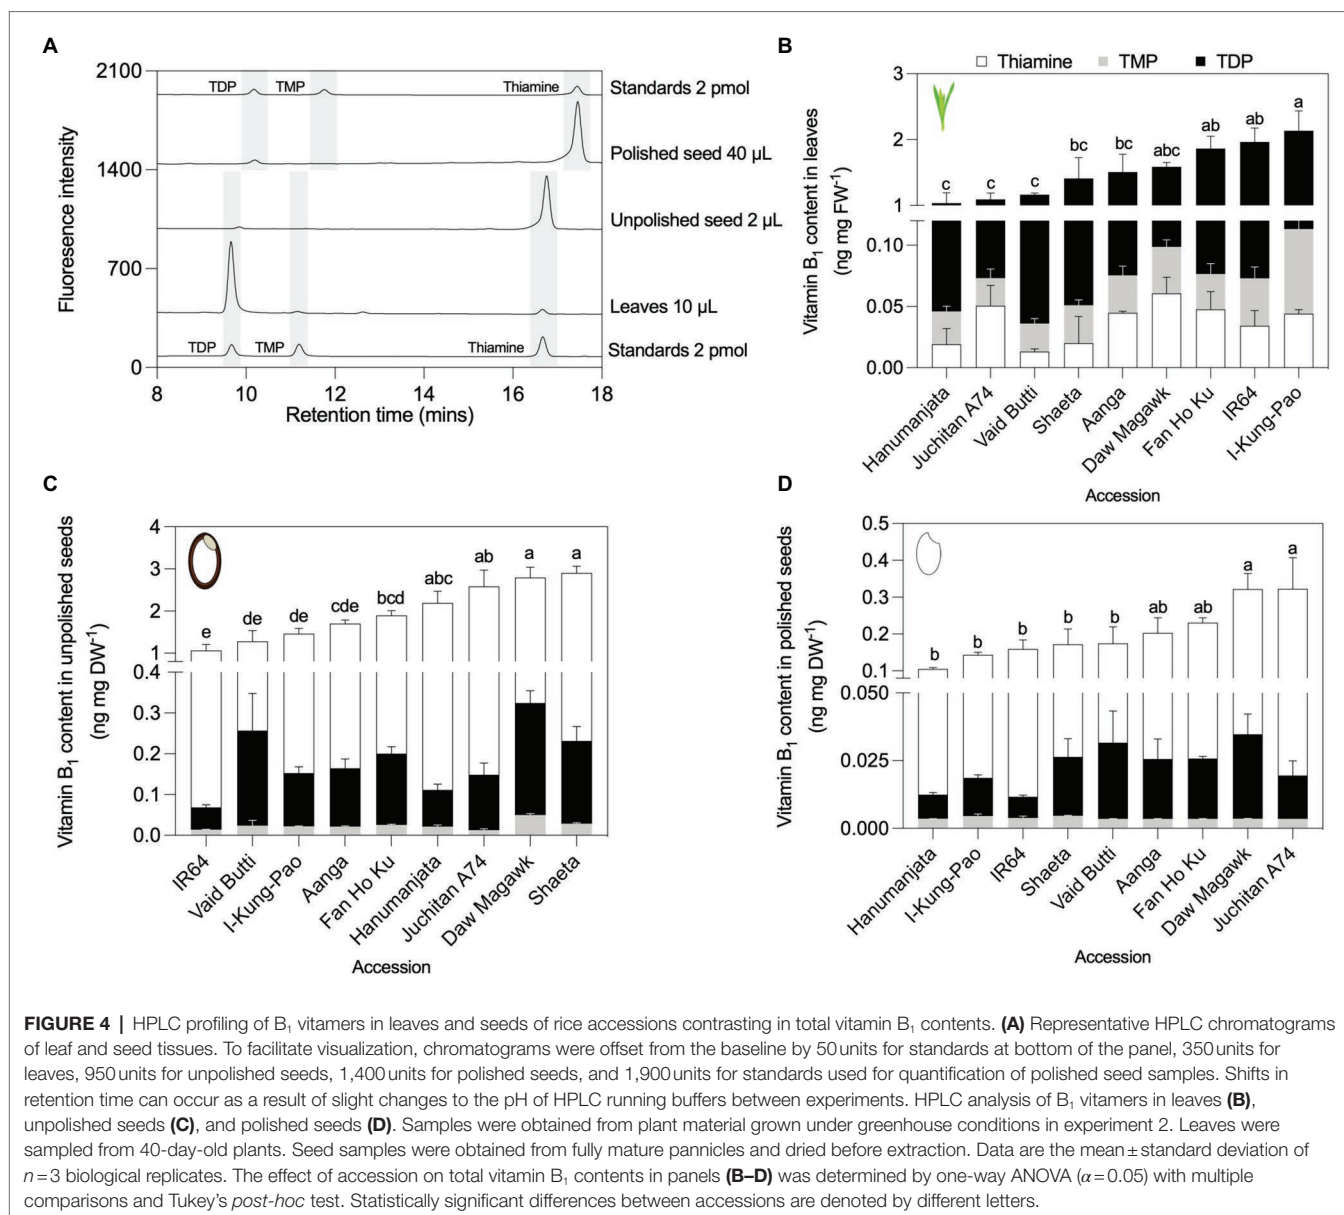 A
2100
1400
700
0
Fluoresence intensity
TDP TMP Thiamine
Standards 2 pmol
Polished seed 40 µL
Unpolished seed 2 µL
Leaves 10 µL
TDP TMP Thiamine
Standards 2 pmol
8 10 12 14 16 18
Retention time (mins)
B
Thiamine TMP TDP
Vitamin B₁ content in leaves
(ng mg FW⁻¹)
3
2
1
0.10
0.05
0.00
c c c bc bc abc ab ab a
Hanumanjata
Juchitan A74
Vaid Butti
Shaeta
Aanga
Daw Magawk
Fan Ho Ku
IR64
I-Kung-Pao
Accession
C
Vitamin B₁ content in unpolished seeds
(ng mg DW⁻¹)
4
3
2
1
0.4
0.3
0.2
0.1
0.0
e de de cde bcd abc ab a a
IR64
Vaid Butti
I-Kung-Pao
Aanga
Fan Ho Ku
Hanumanjata
Juchitan A74
Daw Magawk
Shaeta
Accession
D
Vitamin B₁ content in polished seeds
(ng mg DW⁻¹)
0.5
0.4
0.3
0.2
0.1
0.050
0.025
0.000
b b b b b ab ab a a
Hanumanjata
I-Kung-Pao
IR64
Shaeta
Vaid Butti
Aanga
Fan Ho Ku
Daw Magawk
Juchitan A74
Accession
FIGURE 4 | HPLC profiling of B₁ vitamers in leaves and seeds of rice accessions contrasting in total vitamin B₁ contents. (A) Representative HPLC chromatograms
of leaf and seed tissues. To facilitate visualization, chromatograms were offset from the baseline by 50 units for standards at bottom of the panel, 350 units for
leaves, 950 units for unpolished seeds, 1,400 units for polished seeds, and 1,900 units for standards used for quantification of polished seed samples. Shifts in
retention time can occur as a result of slight changes to the pH of HPLC running buffers between experiments. HPLC analysis of B₁ vitamers in leaves (B),
unpolished seeds (C), and polished seeds (D). Samples were obtained from plant material grown under greenhouse conditions in experiment 2. Leaves were
sampled from 40-day-old plants. Seed samples were obtained from fully mature pannicles and dried before extraction. Data are the mean ± standard deviation of
n = 3 biological replicates. The effect of accession on total vitamin B₁ contents in panels (B–D) was determined by one-way ANOVA (α = 0.05) with multiple
comparisons and Tukey's post-hoc test. Statistically significant differences between accessions are denoted by different letters.